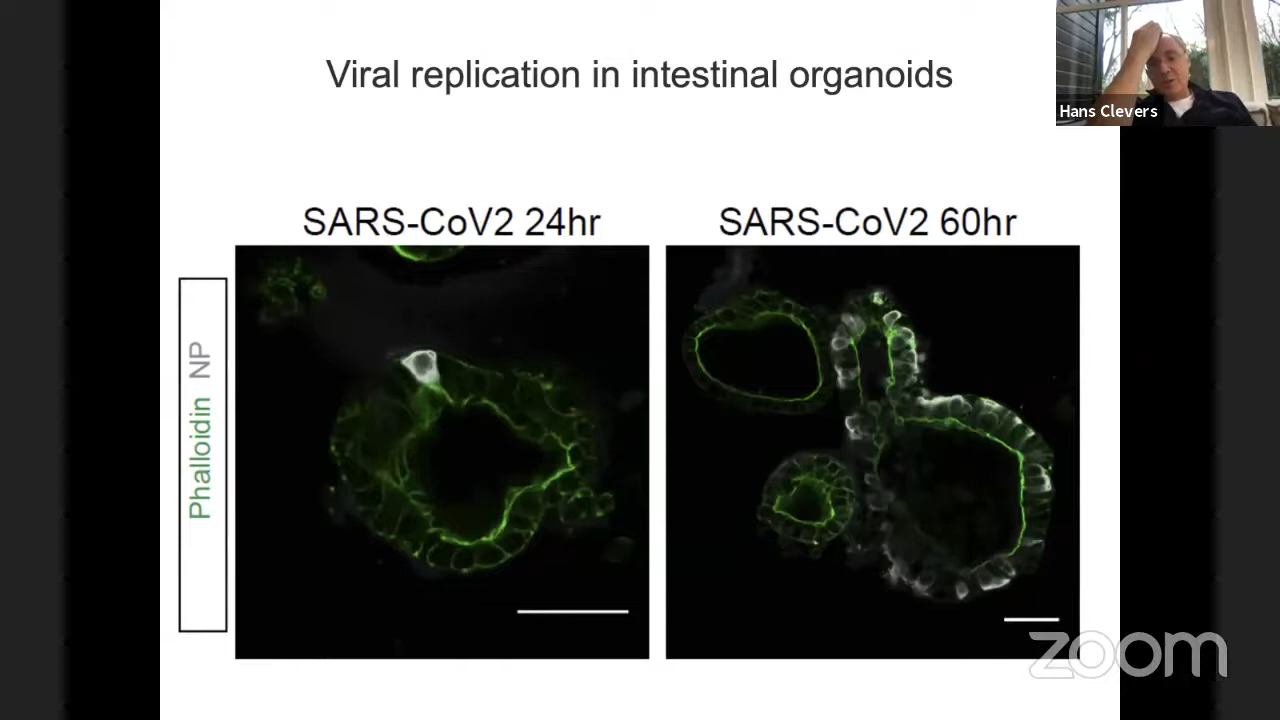 Viral replication in intestinal organoids
Hans Clevers
SARS-CoV2 24hr
SARS-CoV2 60hr
Phalloidin NP
zoom